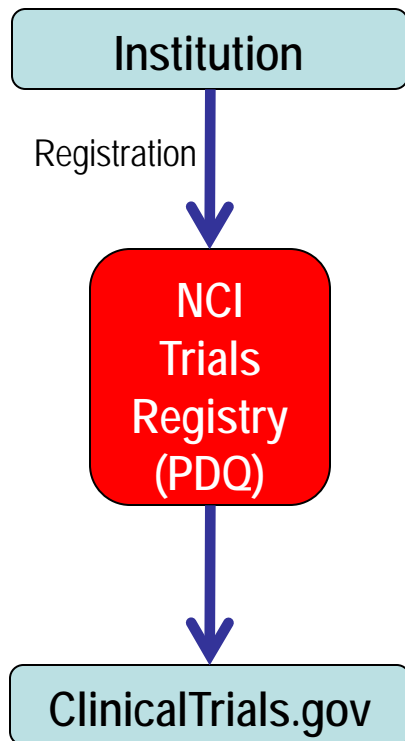 Institution
Registration
NCI
Trials
Registry
(PDQ)
ClinicalTrials.gov